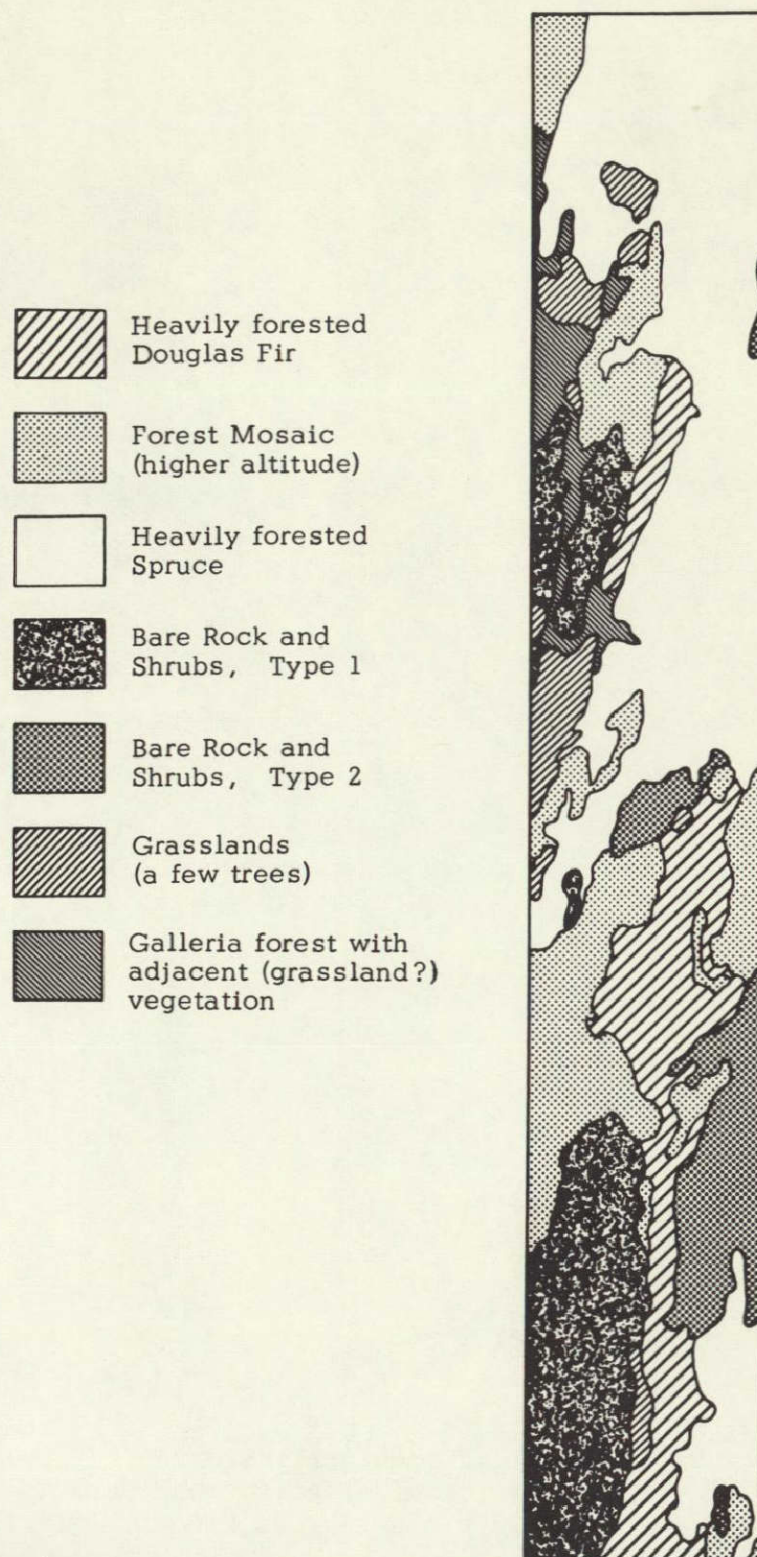 Heavily forested
Douglas Fir
Forest Mosaic
(higher altitude)
Heavily forested
Spruce
Bare Rock and
Shrubs, Type 1
Bare Rock and
Shrubs, Type 2
Grasslands
(a few trees)
Galleria forest with
adjacent (grassland?)
vegetation